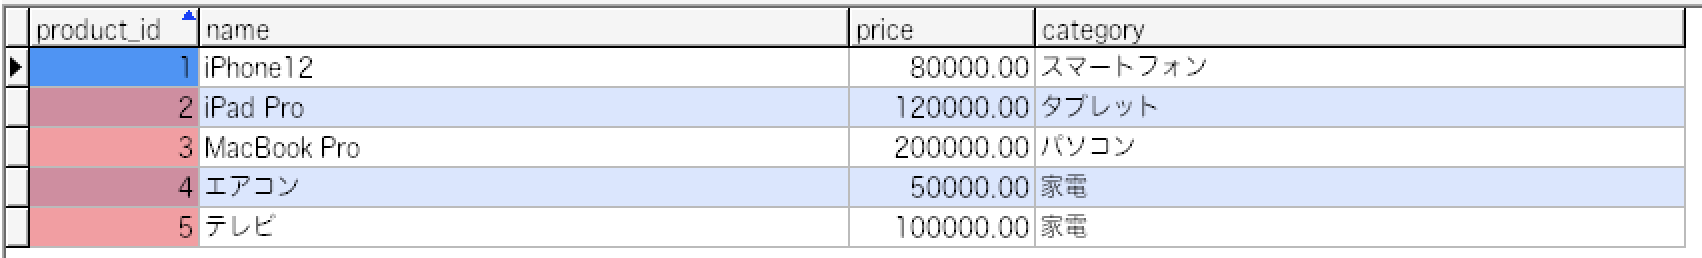 product_id name price category
1 iPhone12 80000.00 スマートフォン
2 iPad Pro 120000.00 タブレット
3 MacBook Pro 200000.00 パソコン
4 エアコン 50000.00 家電
5 テレビ 100000.00 家電